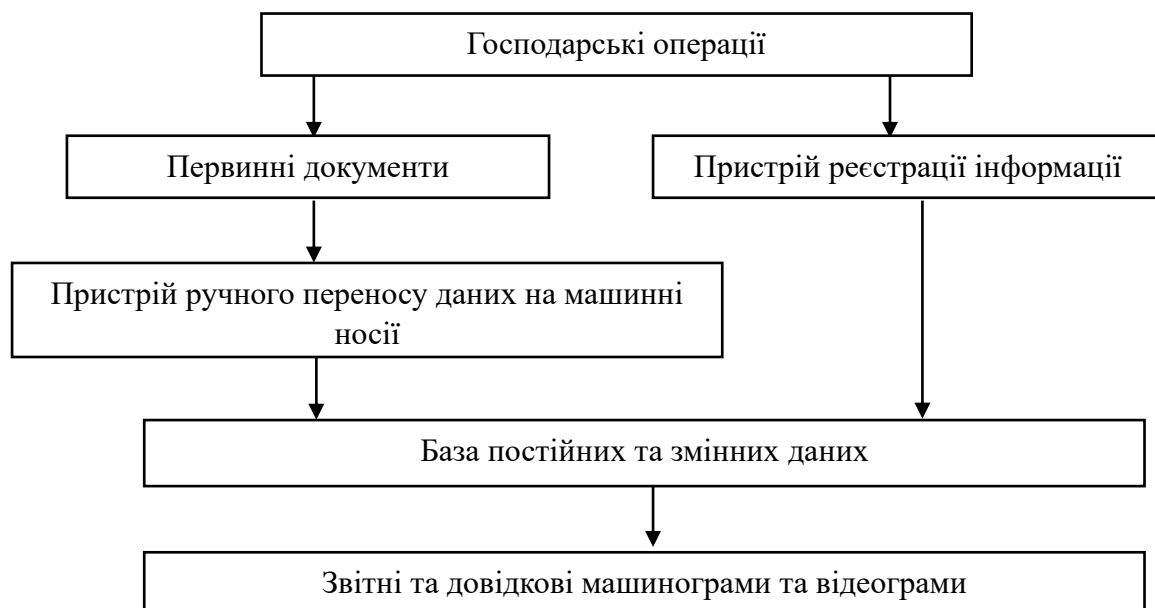 Господарські операції
Первинні документи
Пристрій реєстрації інформації
Пристрій ручного переносу даних на машинні
носії
База постійних та змінних даних
Звітні та довідкові машинограми та відеограми